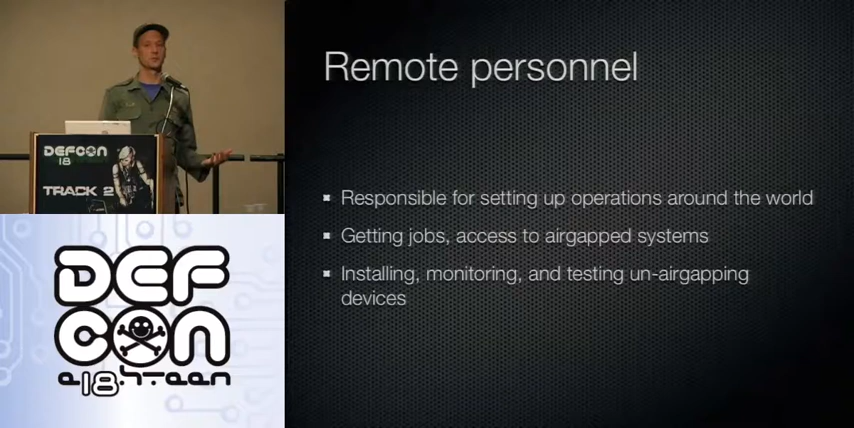 Remote personnel
Responsible for setting up operations around the world
Getting jobs, access to airgapped systems
Installing, monitoring, and testing un-airgapping
devices
DEFCON
18
TRACK 2
DEF
CON
e18hteen